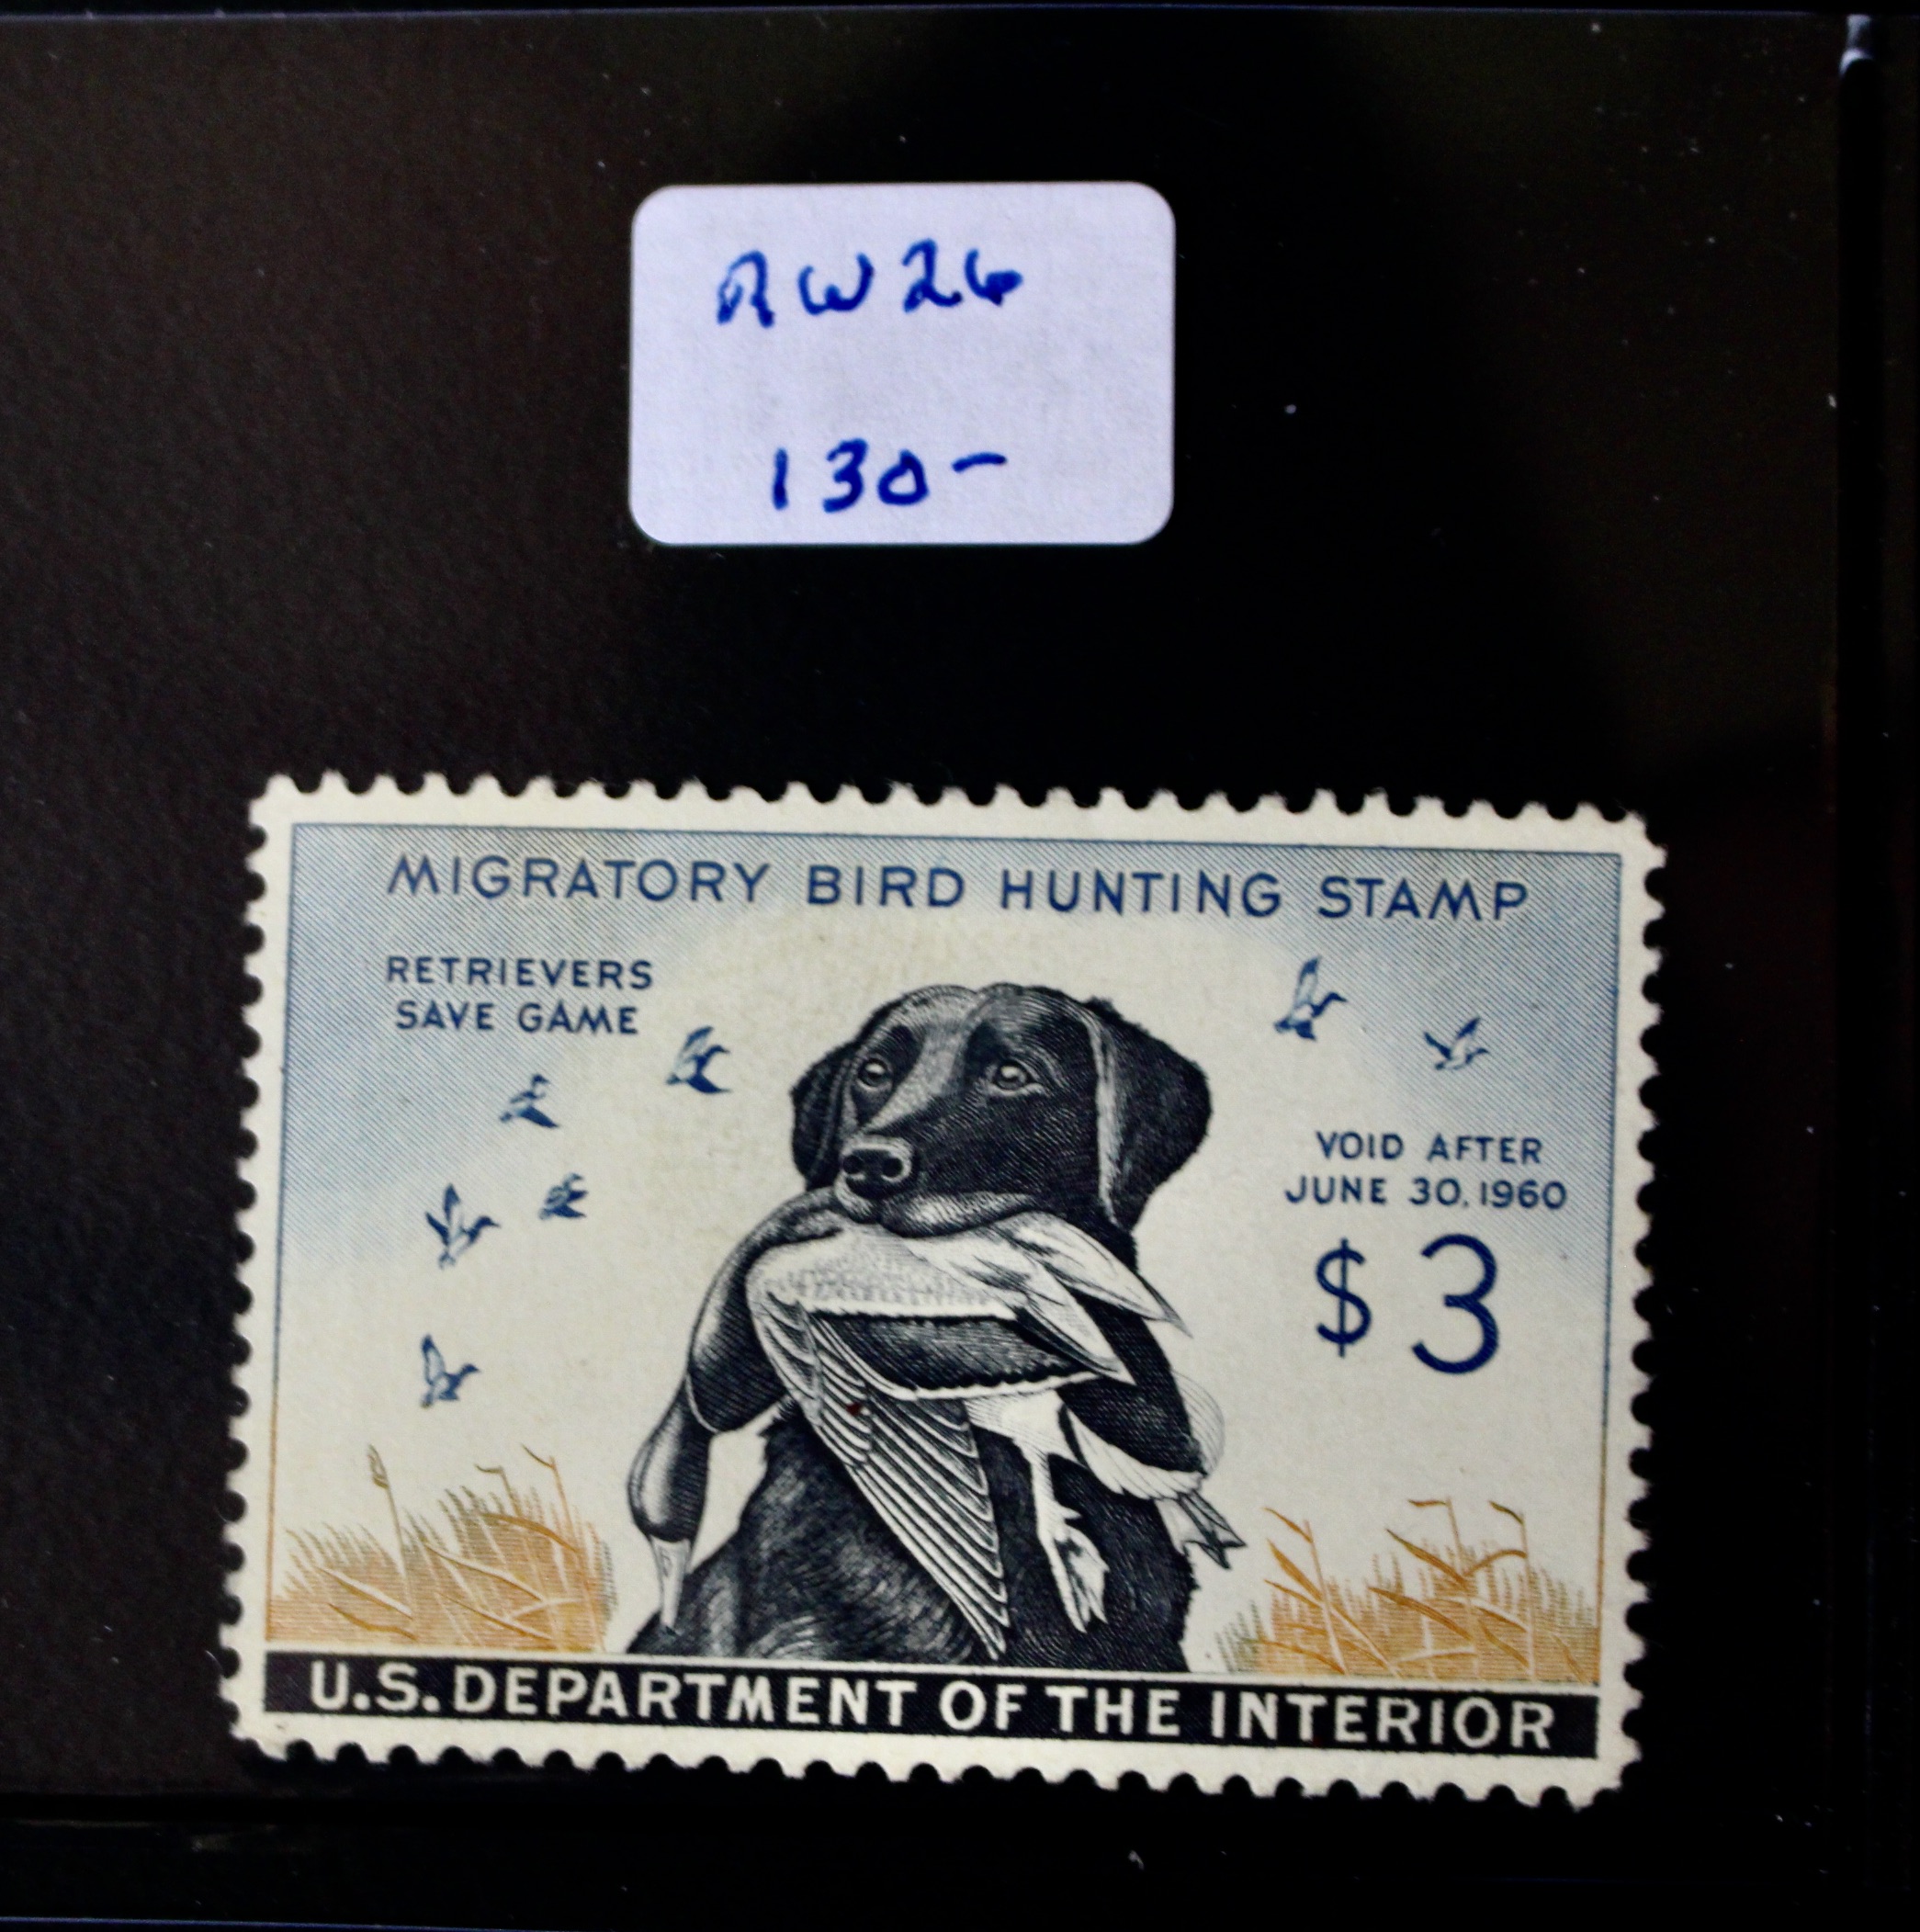 RW26
130-
MIGRATORY BIRD HUNTING STAMP
RETRIEVERS
SAVE GAME
VOID AFTER
JUNE 30, 1960
$3
U.S. DEPARTMENT OF THE INTERIOR